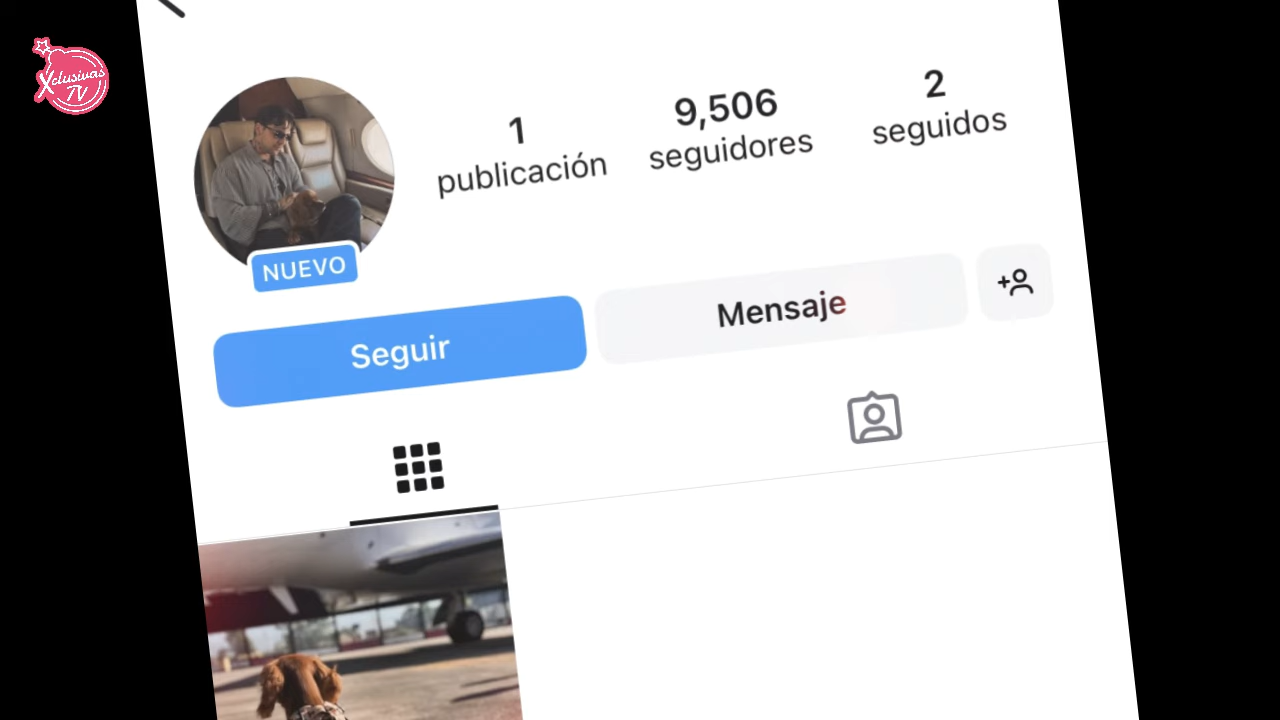 Xclusivas
TV
1
publicación
9,506
seguidores
2
seguidos
NUEVO
Seguir
Mensaje